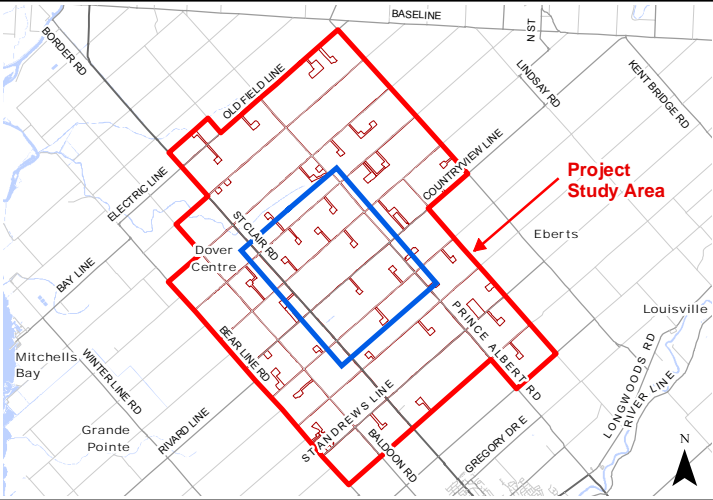 BASELINE
N ST
BORDER RD
LINDSAY RD
KENT BRIDGE RD
OLD FIELD LINE
COUNTRYVIEW LINE
Project
Study Area
ELECTRIC LINE
ST CLAIR RD
Dover
Centre
Eberts
BAY LINE
Louisville
PRINCE ALBERT RD
Mitchells
Bay
WINTER LINE RD
BEAR LINE RD
LONGWOODS RD
RIVER LINE
Grande
Pointe
RIVARD LINE
ST ANDREWS LINE
BALDOON RD
GREGORY DR E
N